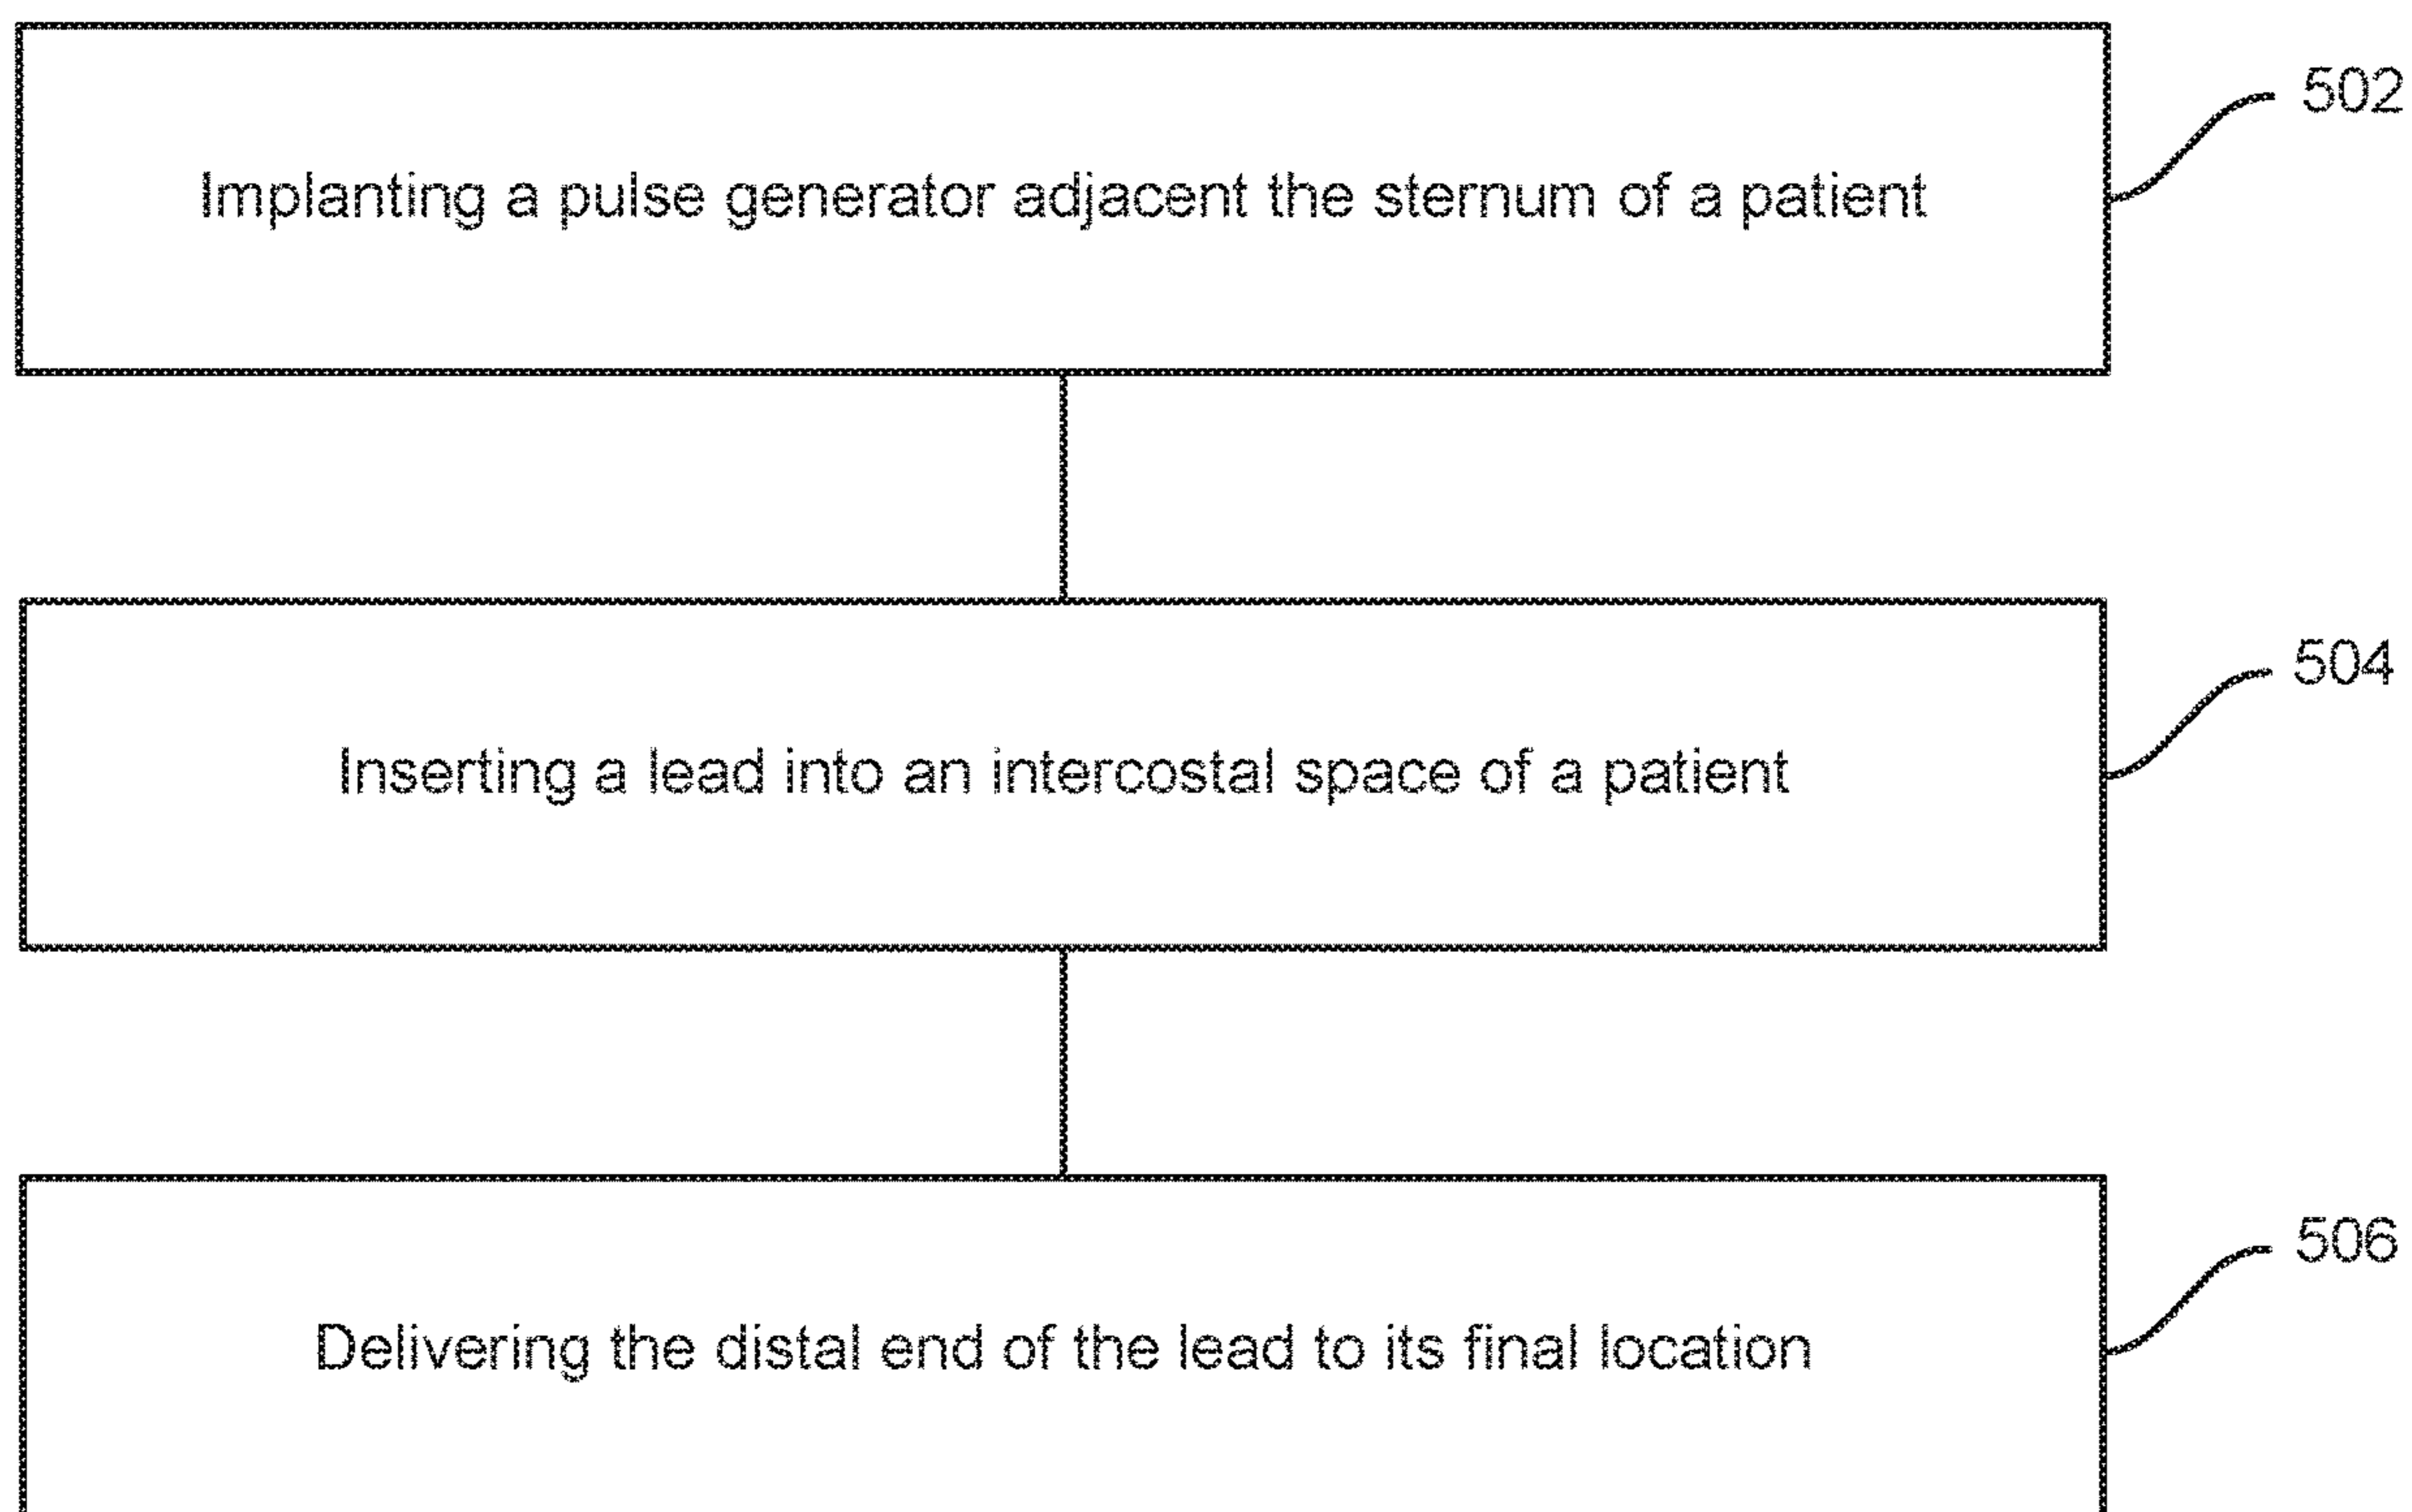 502
Implanting a pulse generator adjacent the sternum of a patient
504
Inserting a lead into an intercostal space of a patient
506
Delivering the distal end of the lead to its final location